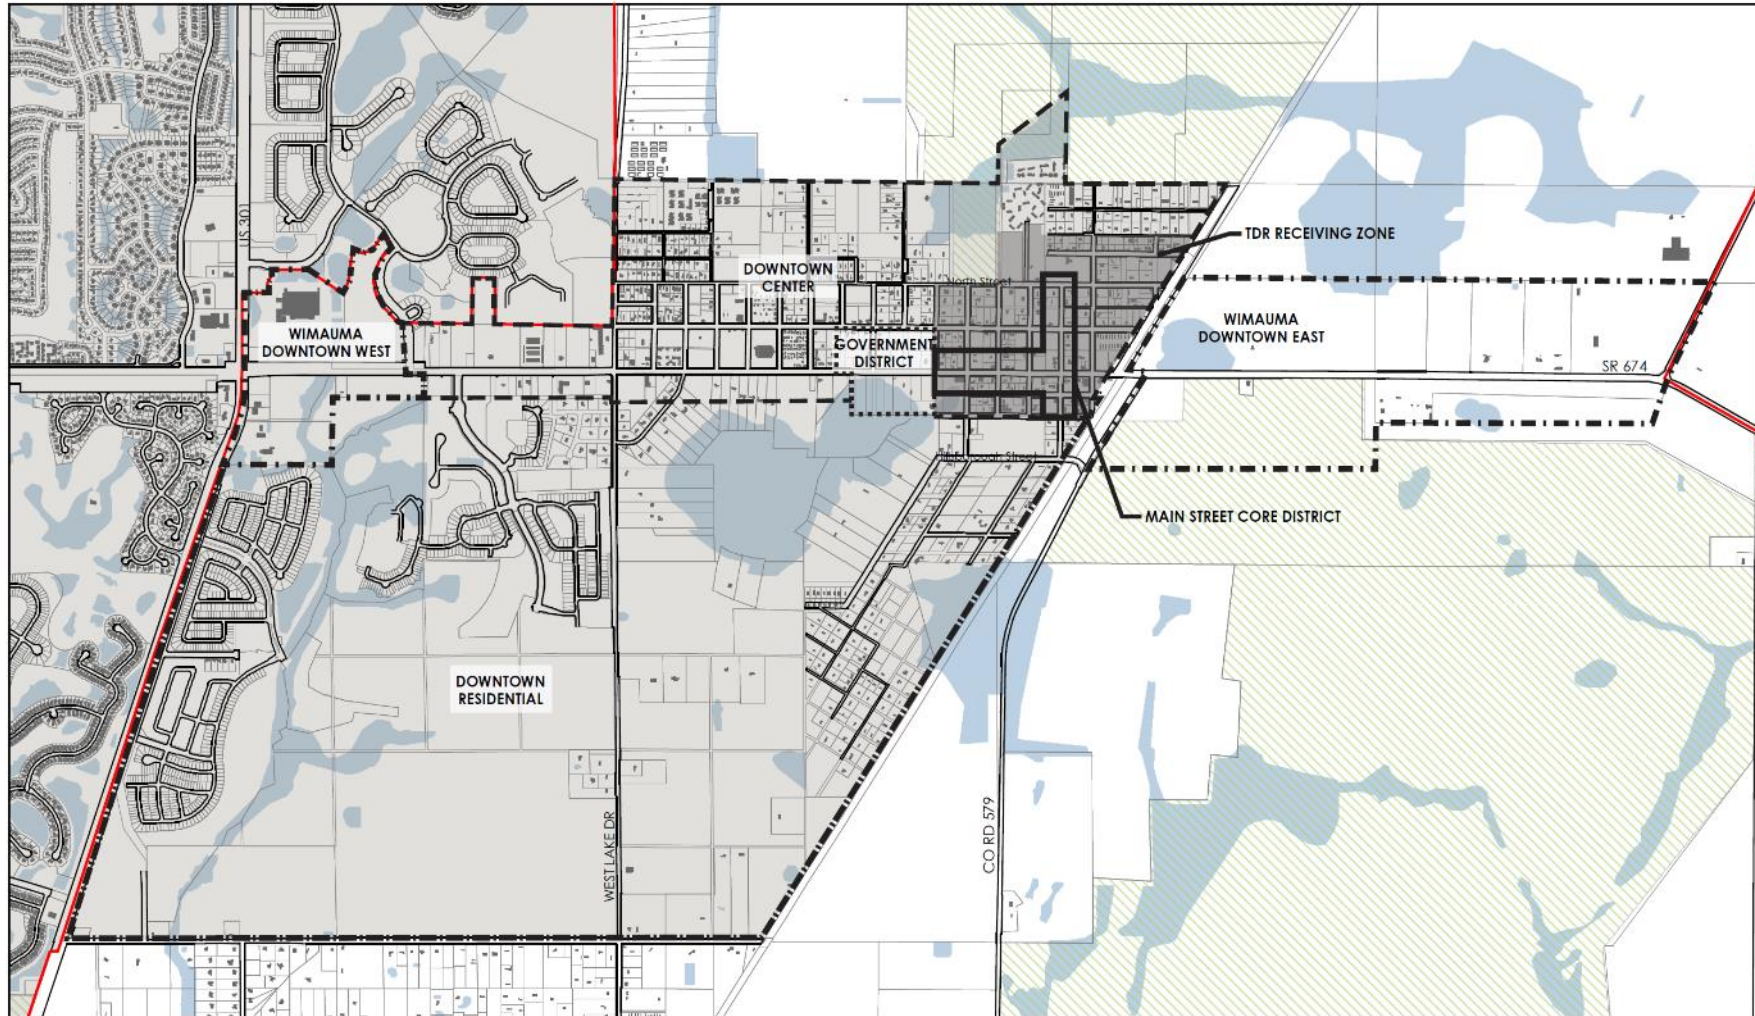 US 301
TDR RECEIVING ZONE
DOWNTOWN
CENTER
North Street
WIMAUMA
DOWNTOWN WEST
GOVERNMENT
DISTRICT
WIMAUMA
DOWNTOWN EAST
SR 674
MAIN STREET CORE DISTRICT
DOWNTOWN
RESIDENTIAL
WEST LAKE DR
CO RD 579